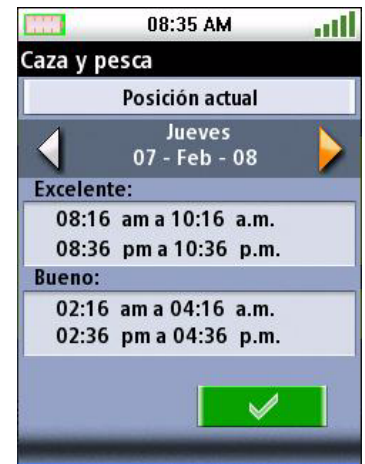 08:35 AM
Caza y pesca
Posición actual
Jueves
07 - Feb - 08
Excelente:
08:16 am a 10:16 a.m.
08:36 pm a 10:36 p.m.
Bueno:
02:16 am a 04:16 a.m.
02:36 pm a 04:36 p.m.